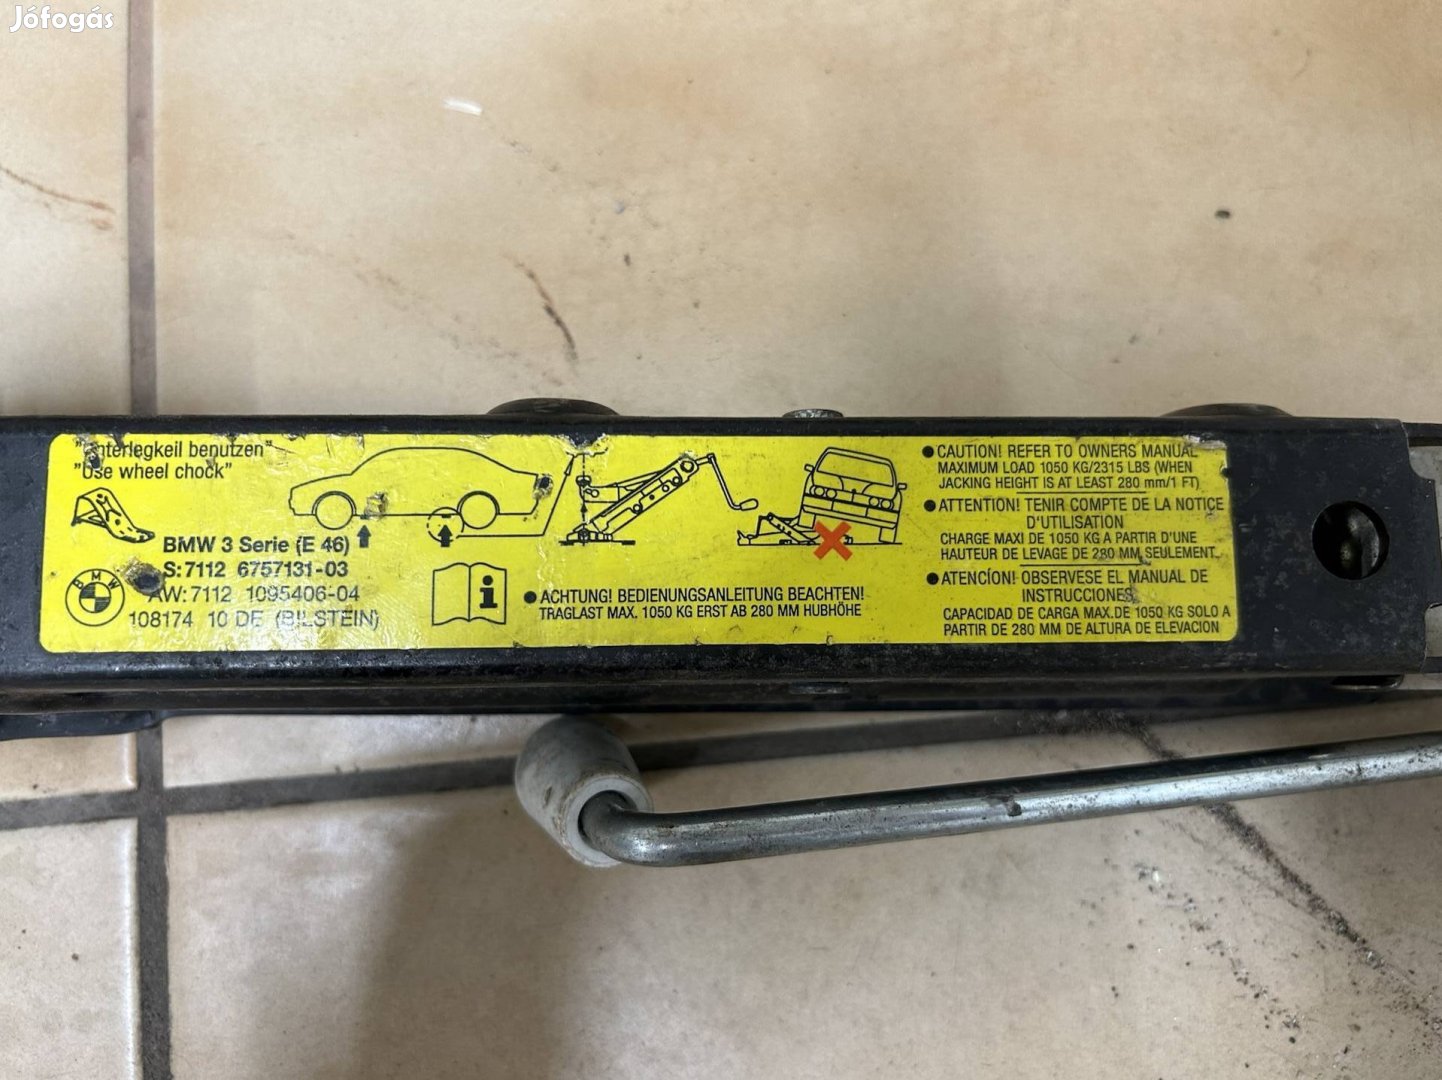 Jófogás
"Unterlegkeil benutzen"
"Use wheel chock"
BMW 3 Serie (E 46)
S:7112 6757131-03
AW:7112 1095406-04
108174 10 DE (BILSTEIN)
BMW
i
● ACHTUNG! BEDIENUNGSANLEITUNG BEACHTEN!
TRAGLAST MAX. 1050 KG ERST AB 280 MM HUBHÖHE
● CAUTION! REFER TO OWNERS MANUAL
MAXIMUM LOAD 1050 KG/2315 LBS (WHEN
JACKING HEIGHT IS AT LEAST 280 mm/1 FT)
● ATTENTION! TENIR COMPTE DE LA NOTICE
D'UTILISATION
CHARGE MAXI DE 1050 KG A PARTIR D'UNE
HAUTEUR DE LEVAGE DE 280 MM SEULEMENT.
● ATENCÍON! OBSERVESE EL MANUAL DE
INSTRUCCIONES
CAPACIDAD DE CARGA MAX.DE 1050 KG SOLO A
PARTIR DE 280 MM DE ALTURA DE ELEVACION